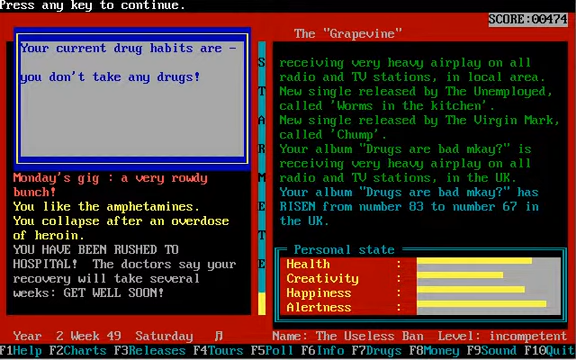 Press any key to continue.
SCORE:00474
The "Grapevine"
Your current drug habits are -
you don't take any drugs!
Monday's gig : a very rowdy
bunch!
You like the amphetamines.
You collapse after an overdose
of heroin.
YOU HAVE BEEN RUSHED TO
HOSPITAL! The doctors say your
recovery will take several
weeks: GET WELL SOON!
S
T
A
R
M
E
T
E
receiving very heavy airplay on all
radio and TV stations, in local area.
New single released by The Unemployed,
called 'Worms in the kitchen'.
New single released by The Virgin Mark,
called 'Chump'.
Your album "Drugs are bad mkay?" is
receiving very heavy airplay on all
radio and TV stations, in the UK.
Your album "Drugs are bad mkay?" has
RISEN from number 83 to number 67 in
the UK.
Personal state
Health :
Creativity :
Happiness :
Alertness :
Year 2 Week 49 Saturday ♫ Name: The Useless Ban Level: incompetent
F1Help F2Charts F3Releases F4Tours F5Poll F6Info F7Drugs F8Money F9Sound F10Quit